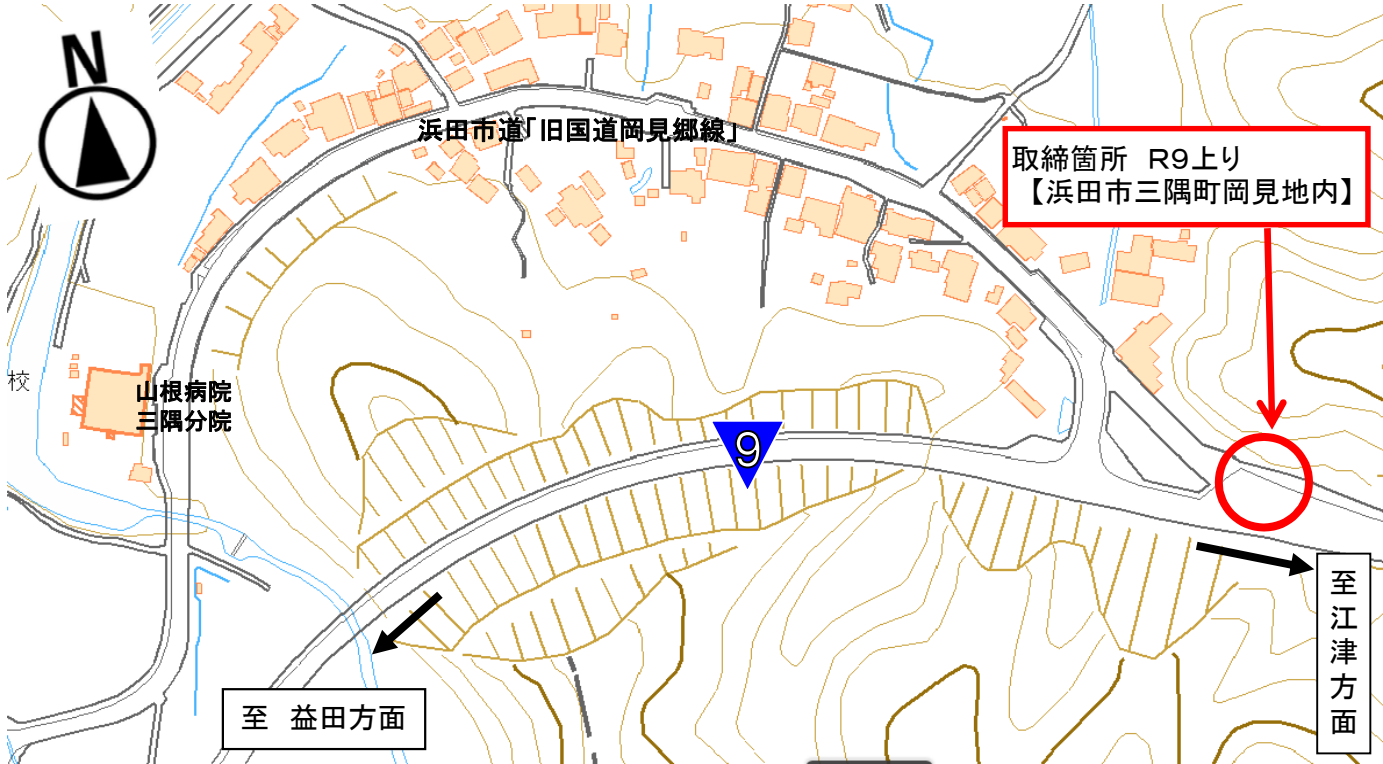 N
浜田市道「旧国道岡見郷線」
取締箇所　R9上り
【浜田市三隅町岡見地内】
校
山根病院
三隅分院
9
至江津方面
至　益田方面